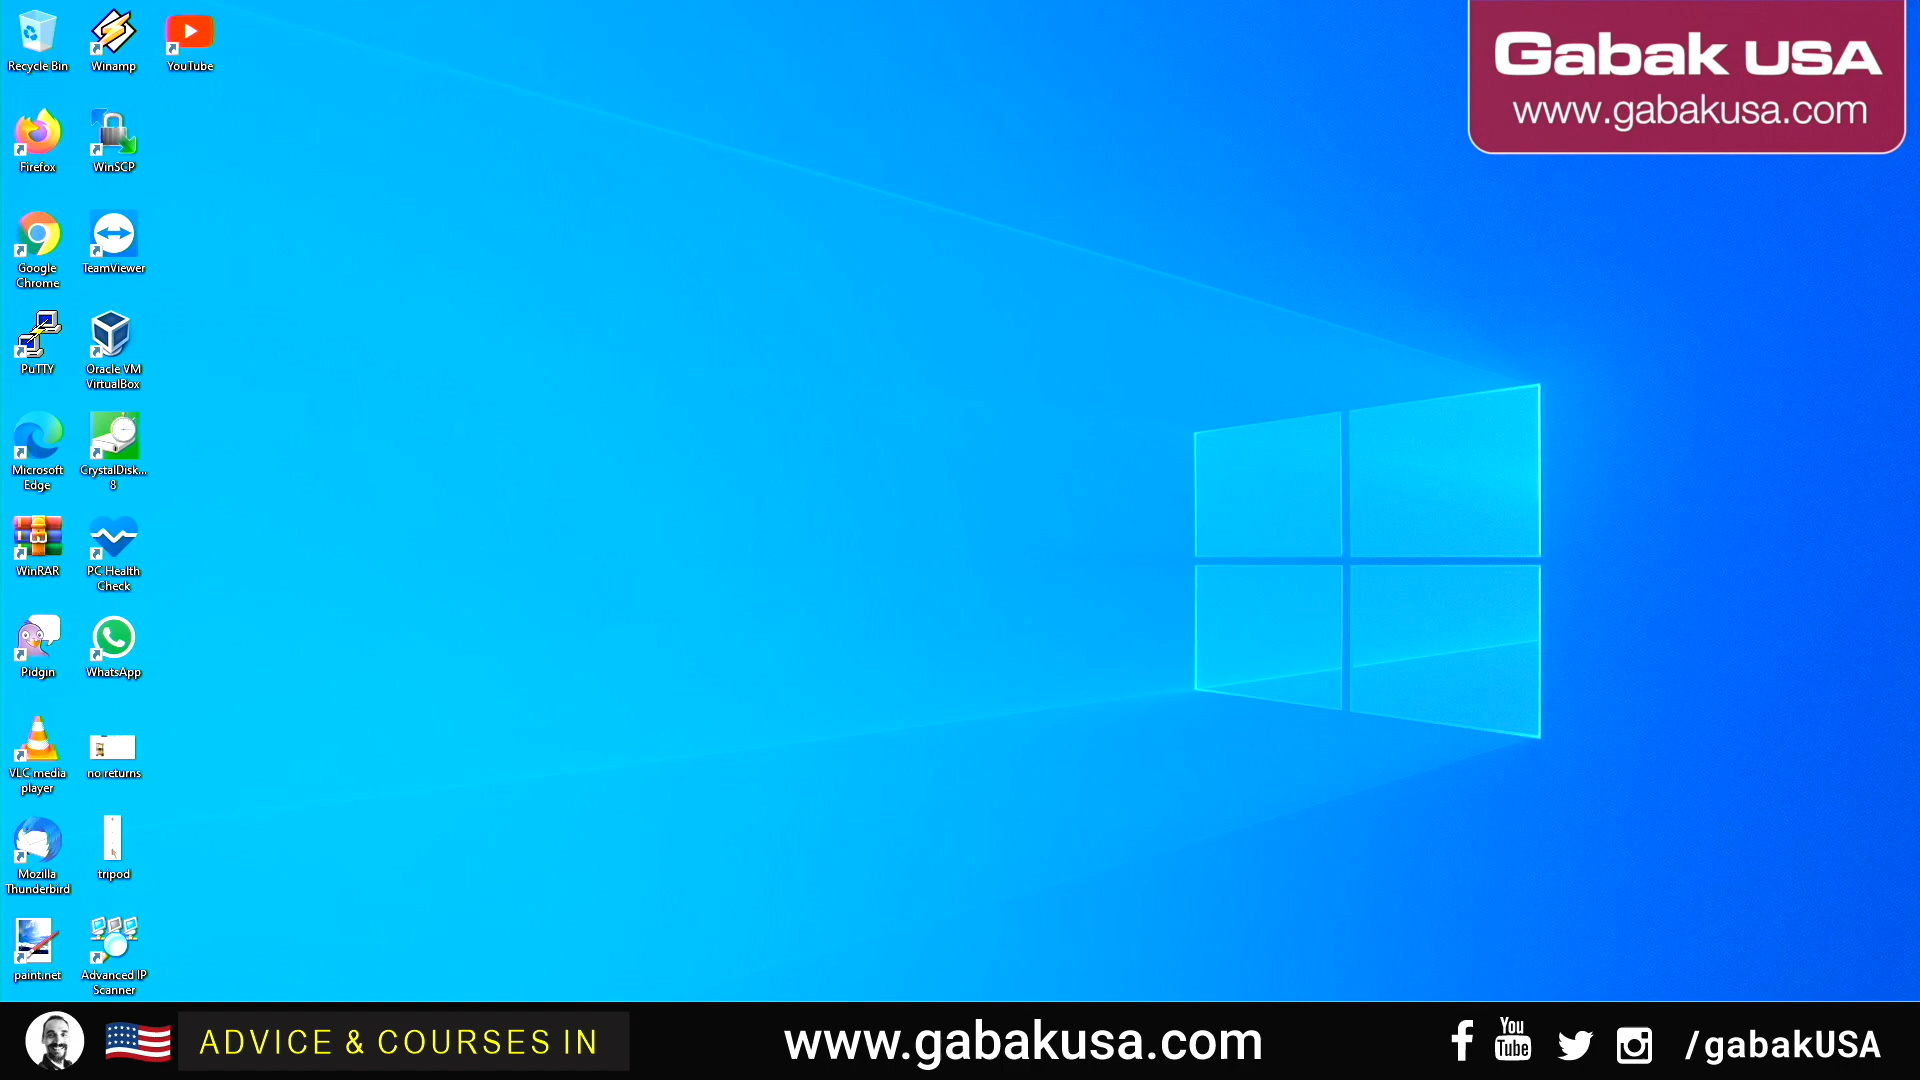 Recycle Bin
Winamp
YouTube
Firefox
WinSCP
Google
Chrome
TeamViewer
PuTTY
Oracle VM
VirtualBox
Microsoft
Edge
CrystalDisk...
8
WinRAR
PC Health
Check
Pidgin
WhatsApp
VLC media
player
no returns
Mozilla
Thunderbird
tripod
paint.net
Advanced IP
Scanner
Gabak USA
www.gabakusa.com
ADVICE & COURSES IN
www.gabakusa.com
You
Tube
/gabakUSA